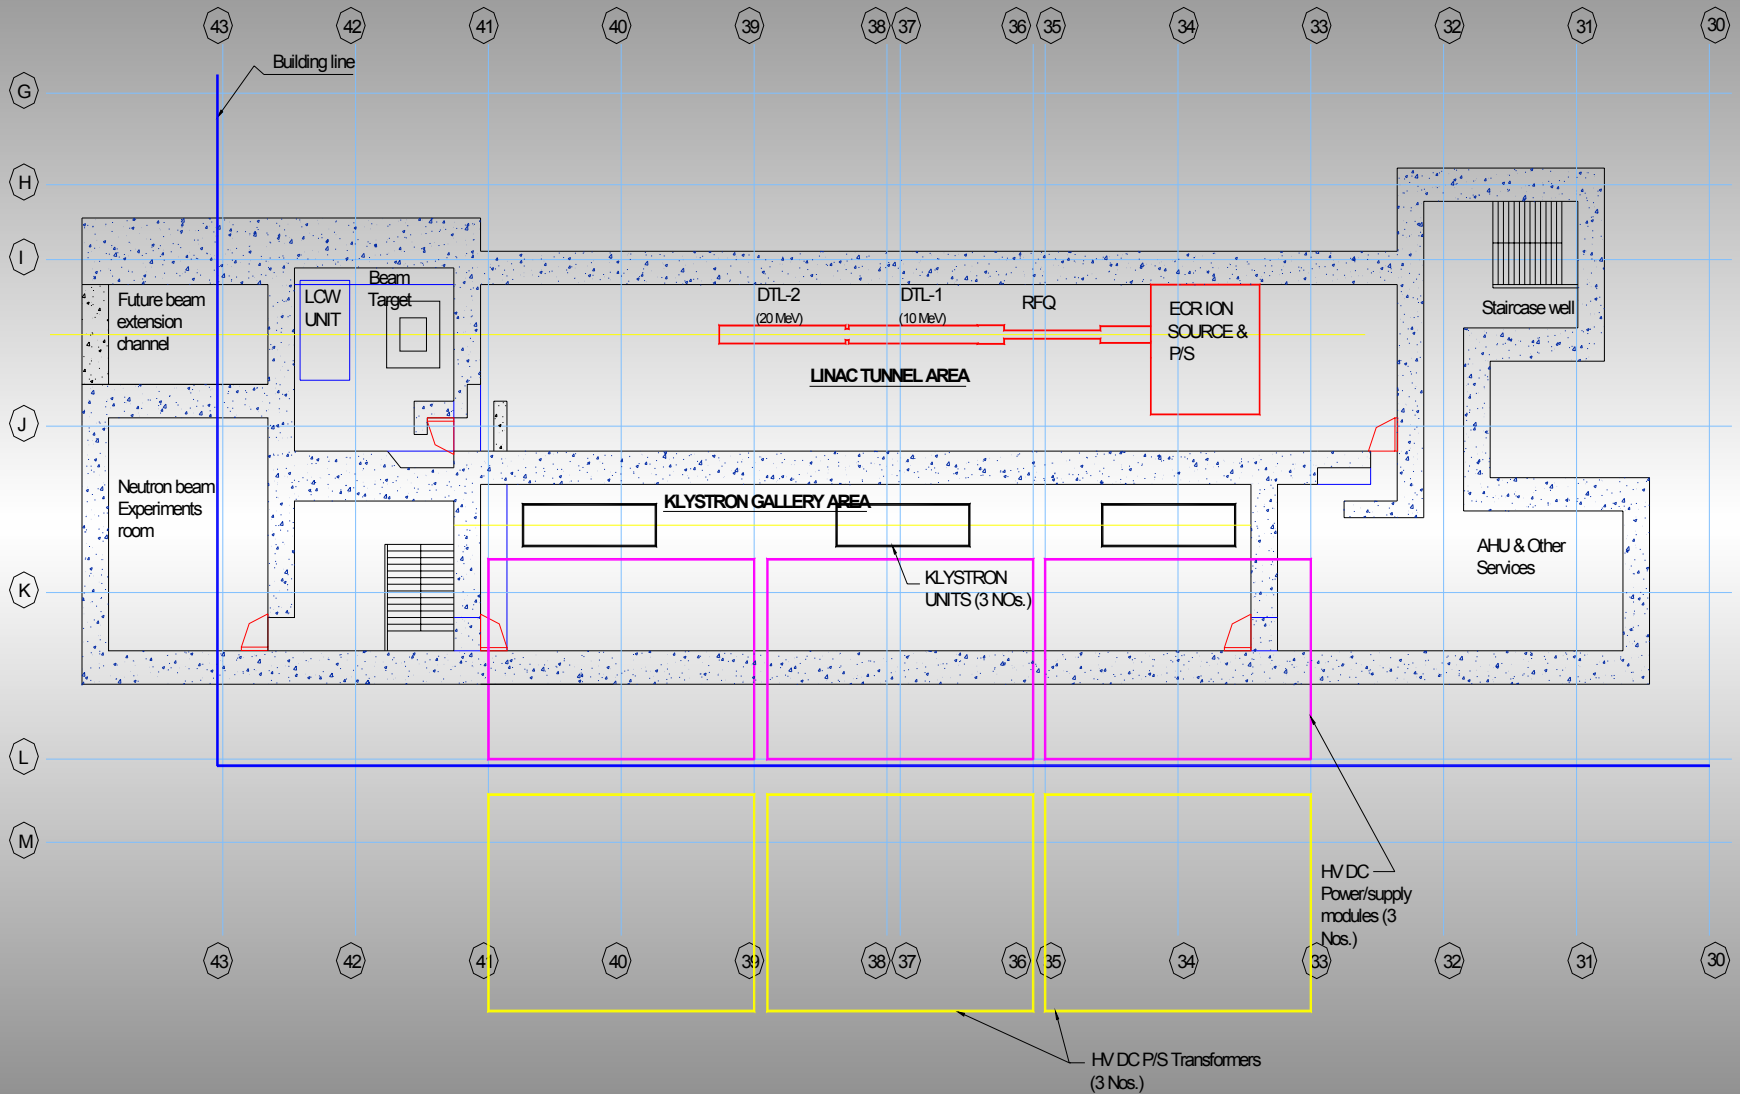 43 42 41 40 39 38 37 36 35 34 33 32 31 30
Building line
G
H
I
Beam
Target
LCW
UNIT
Future beam
extension
channel
DTL-2
(20 MeV)
DTL-1
(10 MeV)
RFQ
ECR ION
SOURCE &
P/S
Staircase well
LINAC TUNNEL AREA
J
Neutron beam
Experiments
room
KLYSTRON GALLERY AREA
AHU & Other
Services
K
KLYSTRON
UNITS (3 NOs.)
L
M
HV DC
Power/supply
modules (3
Nos.)
43 42 41 40 39 38 37 36 35 34 33 32 31 30
HV DC P/S Transformers
(3 Nos.)